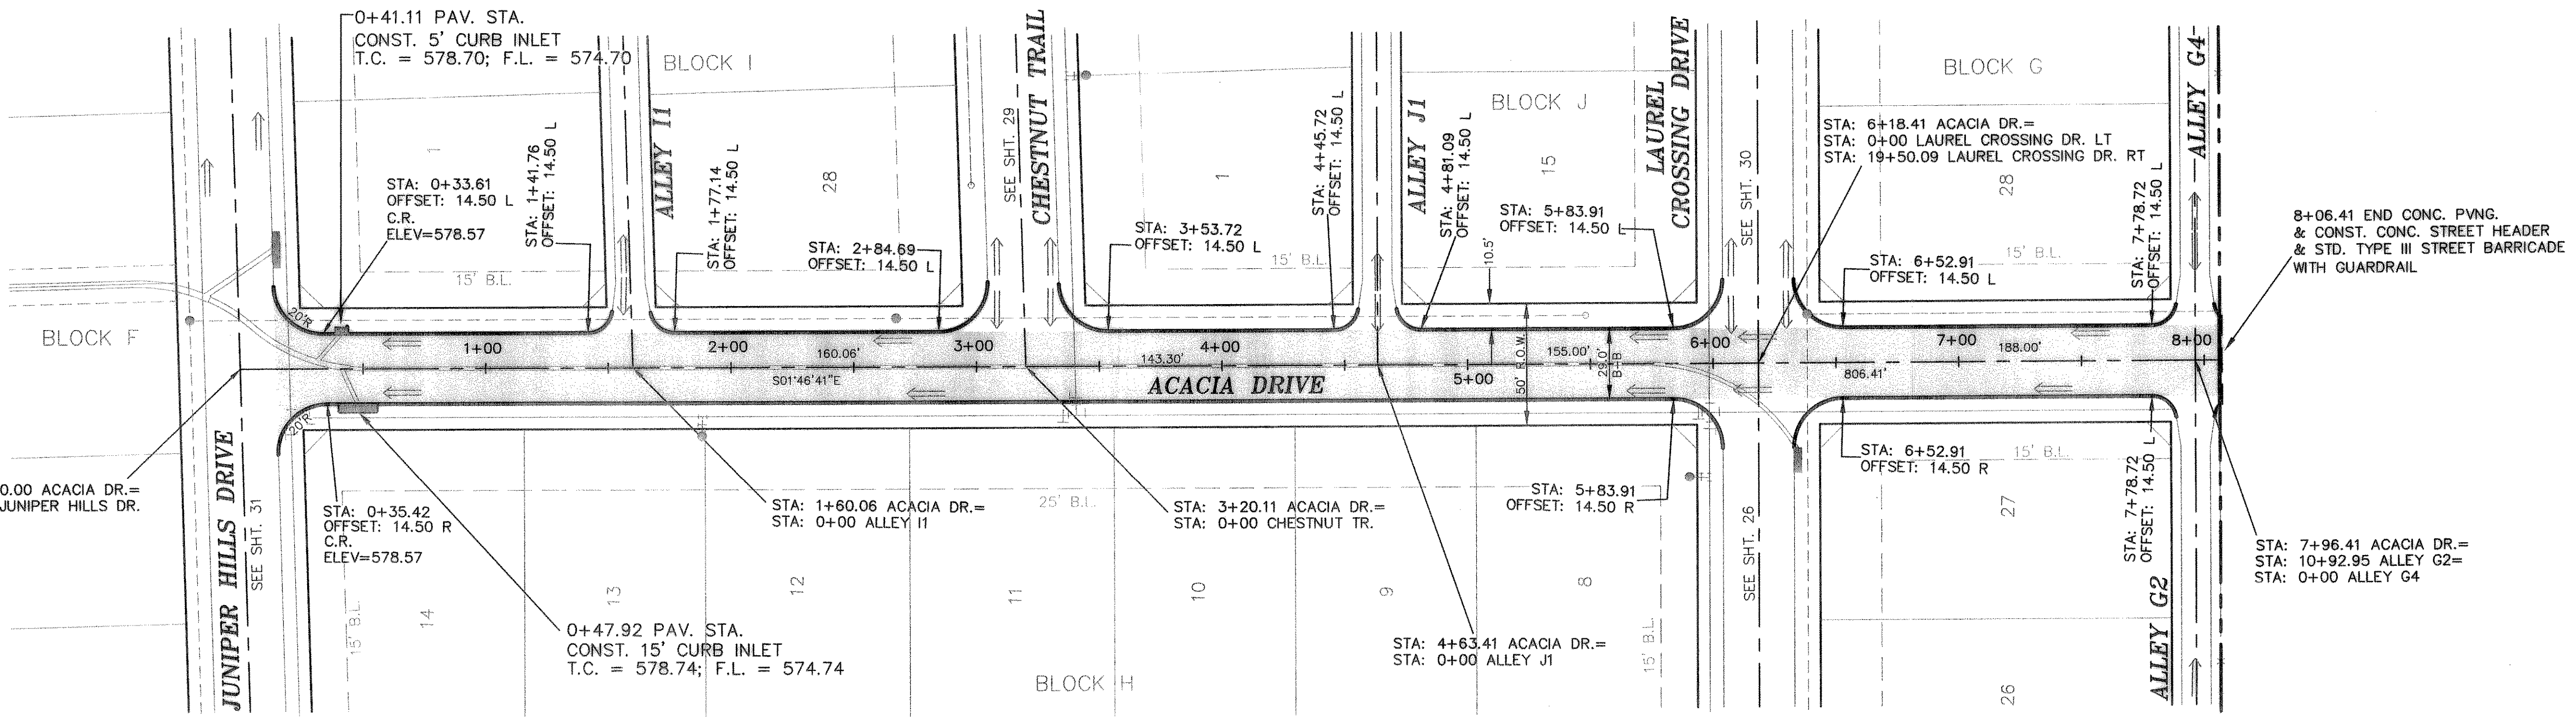 0+41.11 PAV. STA.
CONST. 5' CURB INLET
T.C. = 578.70; F.L. = 574.70
BLOCK I
CHESTNUT TRAIL
SEE SHT. 29
LAUREL
CROSSING DRIVE
BLOCK J
BLOCK G
ALLEY G4
ALLEY I1
ALLEY J1
1
28
1
15
28
STA: 0+33.61
OFFSET: 14.50 L
C.R.
ELEV=578.57
STA: 1+41.76
OFFSET: 14.50 L
STA: 11+77.14
OFFSET: 14.50 L
STA: 2+84.69
OFFSET: 14.50 L
STA: 3+53.72
OFFSET: 14.50 L
STA: 4+45.72
OFFSET: 14.50 L
STA: 4+81.09
OFFSET: 14.50 L
STA: 5+83.91
OFFSET: 14.50 L
SEE SHT. 30
STA: 6+18.41 ACACIA DR.=
STA: 0+00 LAUREL CROSSING DR. LT
STA: 19+50.09 LAUREL CROSSING DR. RT
STA: 6+52.91
OFFSET: 14.50 L
STA: 7+78.72
OFFSET: 14.50 L
8+06.41 END CONC. PVNG.
& CONST. CONC. STREET HEADER
& STD. TYPE III STREET BARRICADE
WITH GUARDRAIL
15' B.L.
15' B.L.
10.5'
15' B.L.
BLOCK F
20'R
1+00
2+00
160.06'
3+00
4+00
143.30'
5+00
155.00'
6+00
7+00
188.00'
8+00
S01°46'41"E
ACACIA DRIVE
50' R.O.W.
29.0'
B-B
806.41'
20'R
0.00 ACACIA DR.=
JUNIPER HILLS DR.
JUNIPER HILLS DRIVE
SEE SHT. 31
STA: 0+35.42
OFFSET: 14.50 R
C.R.
ELEV=578.57
STA: 1+60.06 ACACIA DR.=
STA: 0+00 ALLEY I1
25' B.L.
STA: 3+20.11 ACACIA DR.=
STA: 0+00 CHESTNUT TR.
STA: 5+83.91
OFFSET: 14.50 R
SEE SHT. 26
STA: 6+52.91
OFFSET: 14.50 R
15' B.L.
STA: 7+78.72
OFFSET: 14.50 L
STA: 7+96.41 ACACIA DR.=
STA: 10+92.95 ALLEY G2=
STA: 0+00 ALLEY G4
15' B.L.
14
13
12
11
10
9
8
27
0+47.92 PAV. STA.
CONST. 15' CURB INLET
T.C. = 578.74; F.L. = 574.74
STA: 4+63.41 ACACIA DR.=
STA: 0+00 ALLEY J1
15' B.L.
BLOCK H
26
ALLEY G2